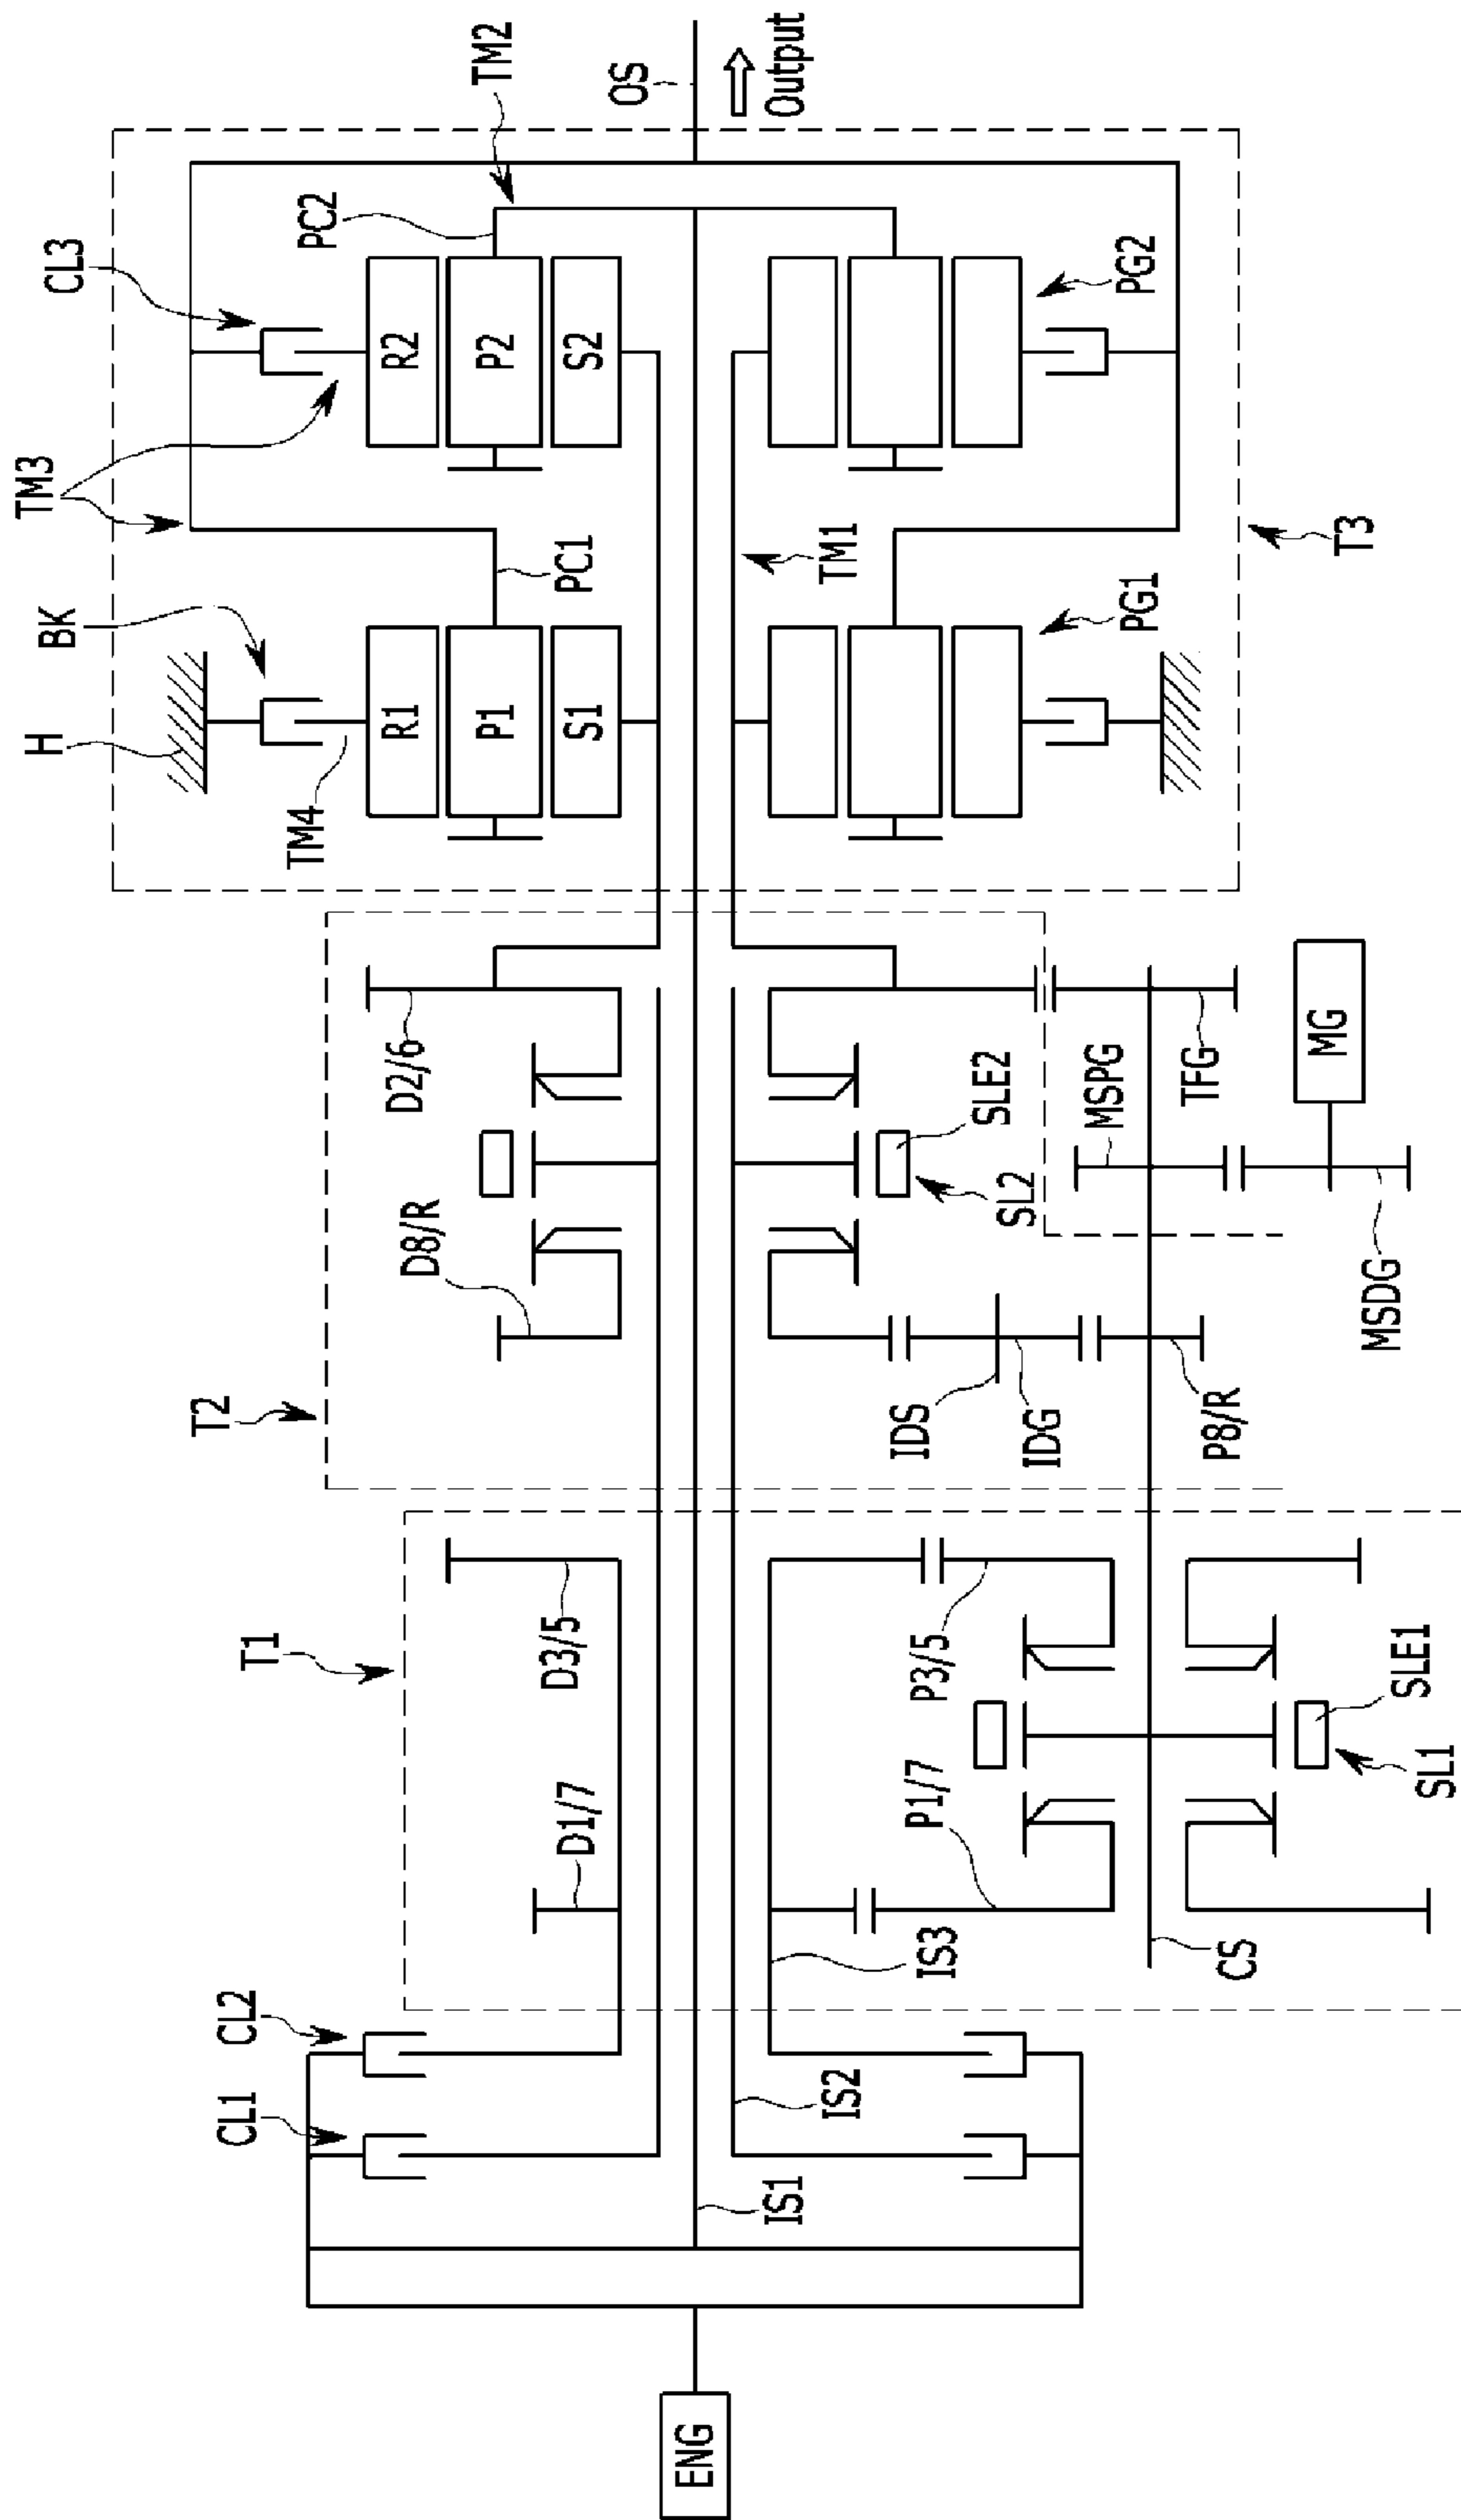 TM2
OS
Output
PC2
CL3
TM3
R2
P2
S2
PG2
BK
PC1
TM1
T3
H
R1
P1
S1
PG1
TM4
D2//6
SLE2
SL2
MSPG
TFG
MG
D8//R
MSDG
T2
IDS
IDG
P8//R
T1
D3//5
P3//5
SLE1
SL1
D1//7
P1//7
IS3
CS
CL2
CL1
IS2
IS1
ENG